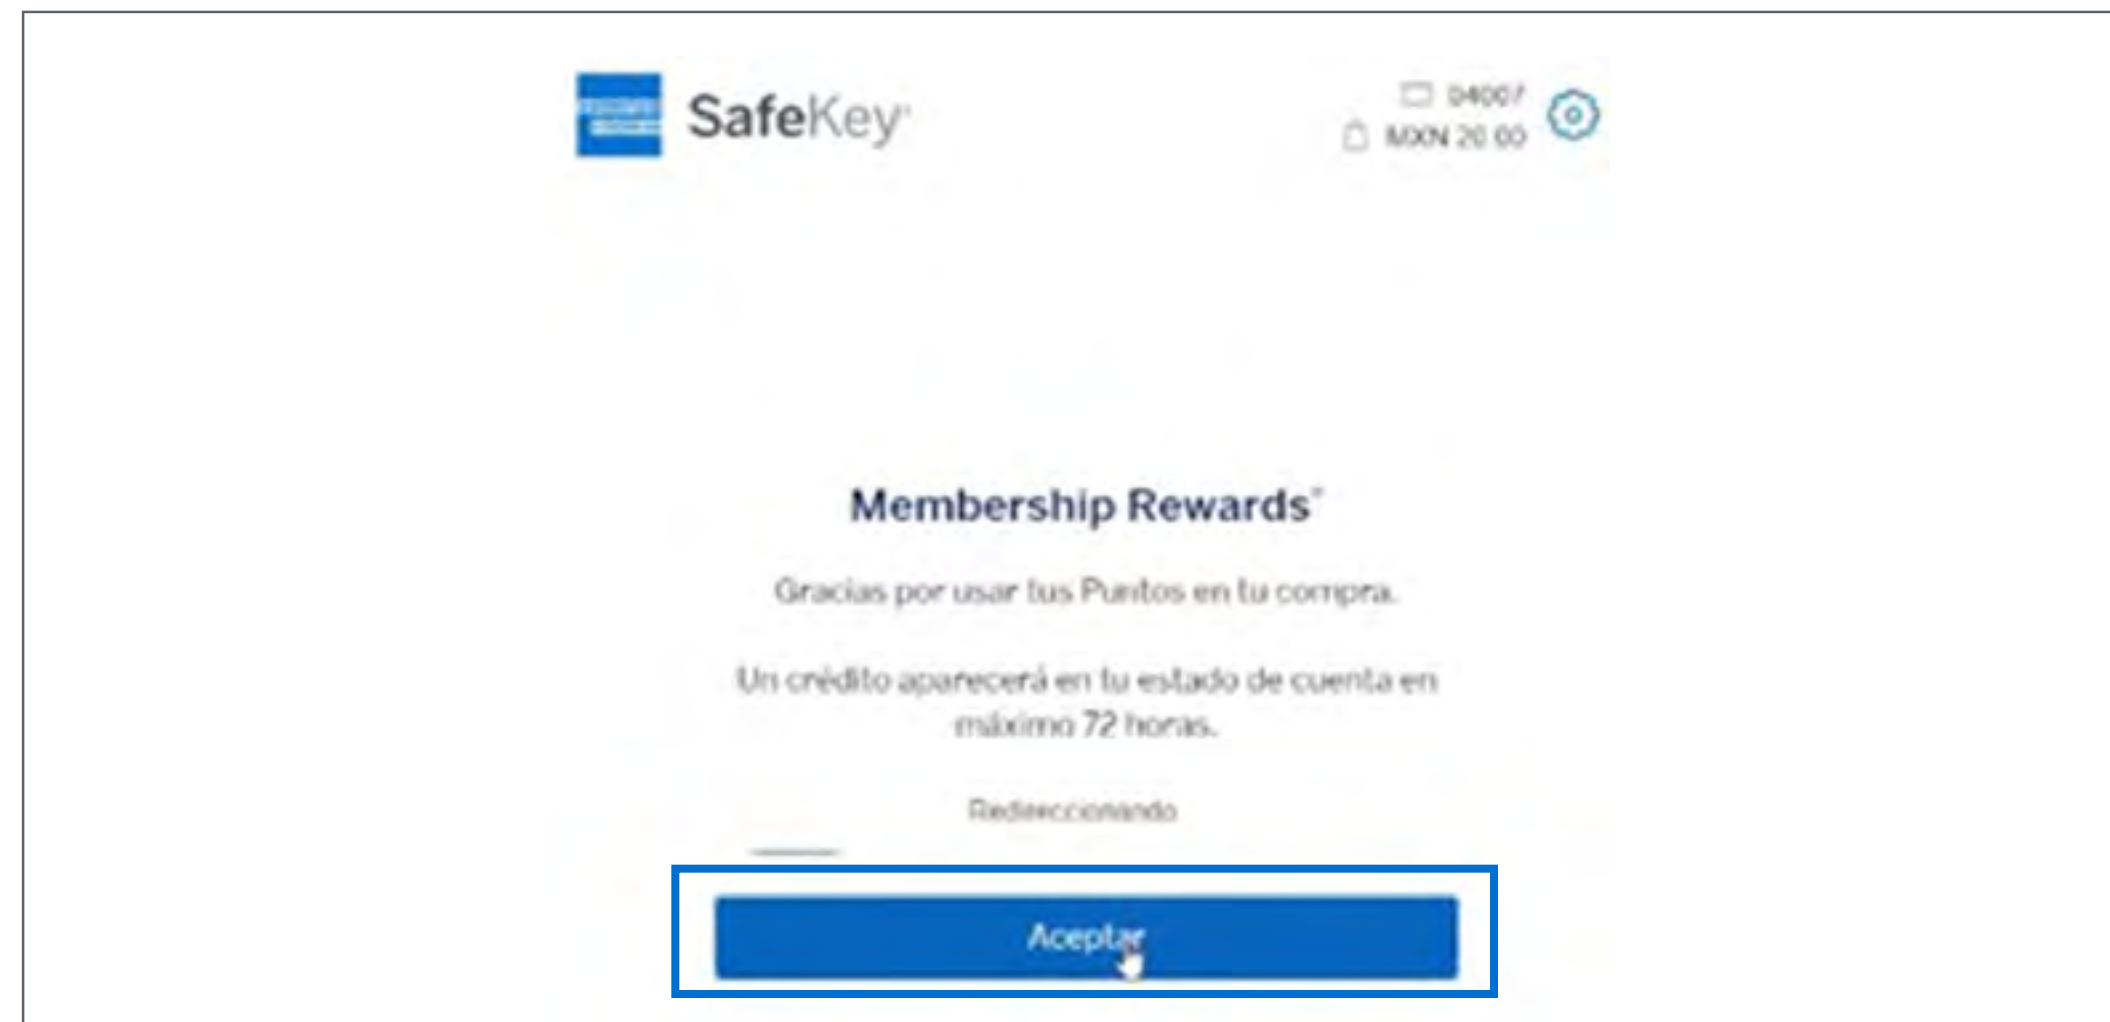 SafeKey
04007
MXN 20.00
Membership Rewards®
Gracias por usar tus Puntos en tu compra.
Un crédito aparecerá en tu estado de cuenta en
máximo 72 horas.
Redireccionando
Aceptar